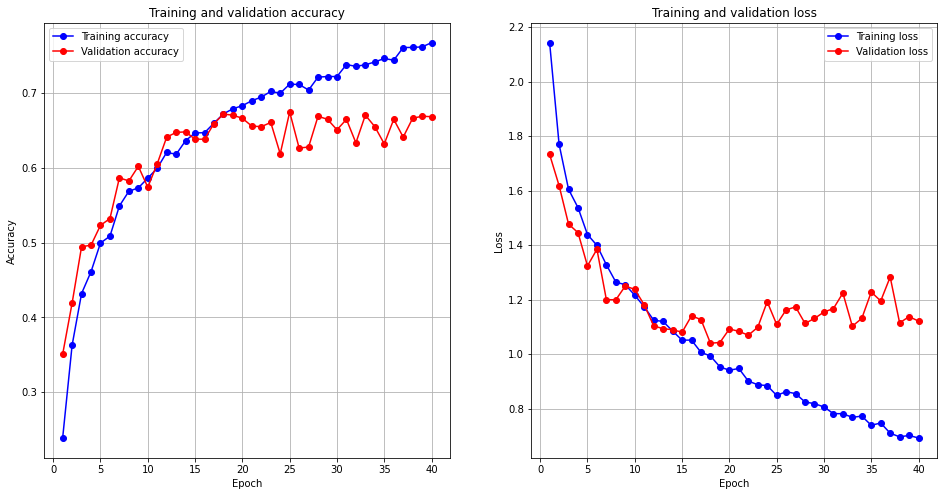 Training and validation accuracy
Training accuracy
Validation accuracy
0.7
0.6
0.5
0.4
0.3
Accuracy
0 5 10 15 20 25 30 35 40
Epoch
Training and validation loss
Training loss
Validation loss
2.2
2.0
1.8
1.6
1.4
1.2
1.0
0.8
Loss
0 5 10 15 20 25 30 35 40
Epoch